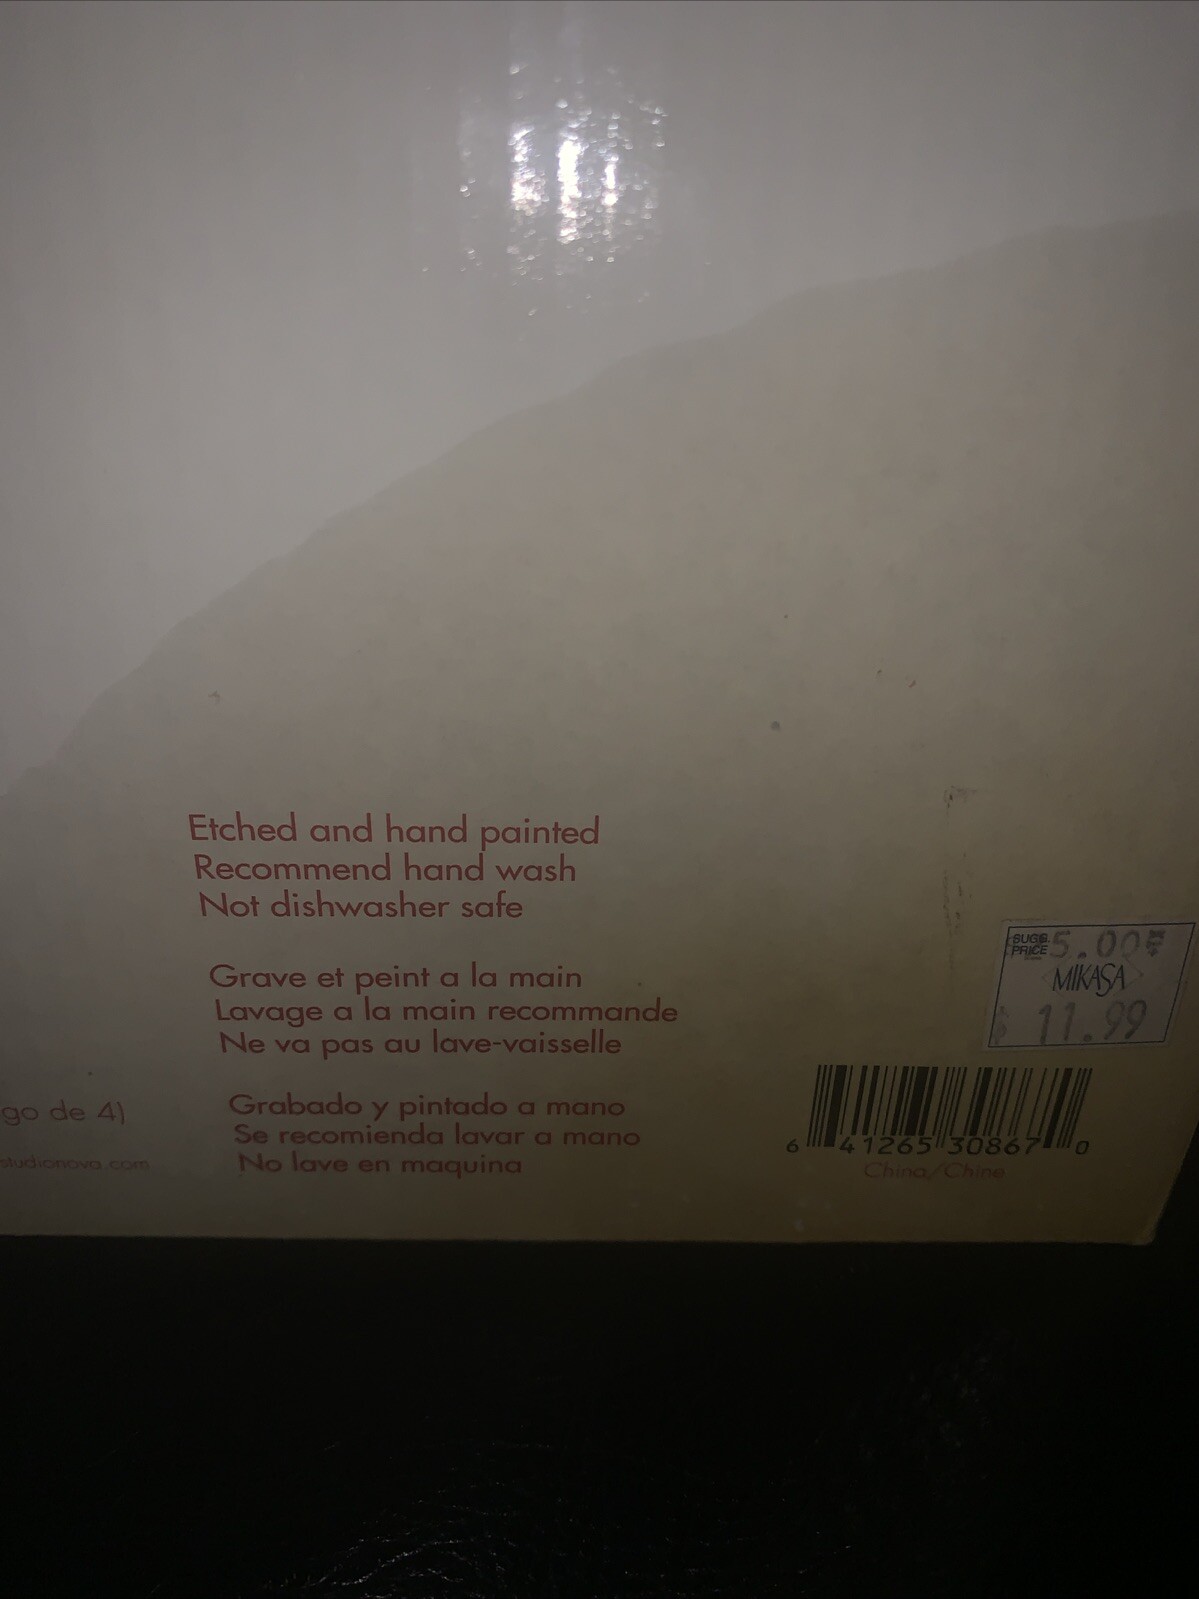 Etched and hand painted
Recommend hand wash
Not dishwasher safe
Grave et peint a la main
Lavage a la main recommande
Ne va pas au lave-vaisselle
go de 4)
studionova.com
Grabado y pintado a mano
Se recomienda lavar a mano
No lave en maquina
SUGG. PRICE 5.00
MIKASA
$ 11.99
6 41265 30867 0
China/Chine